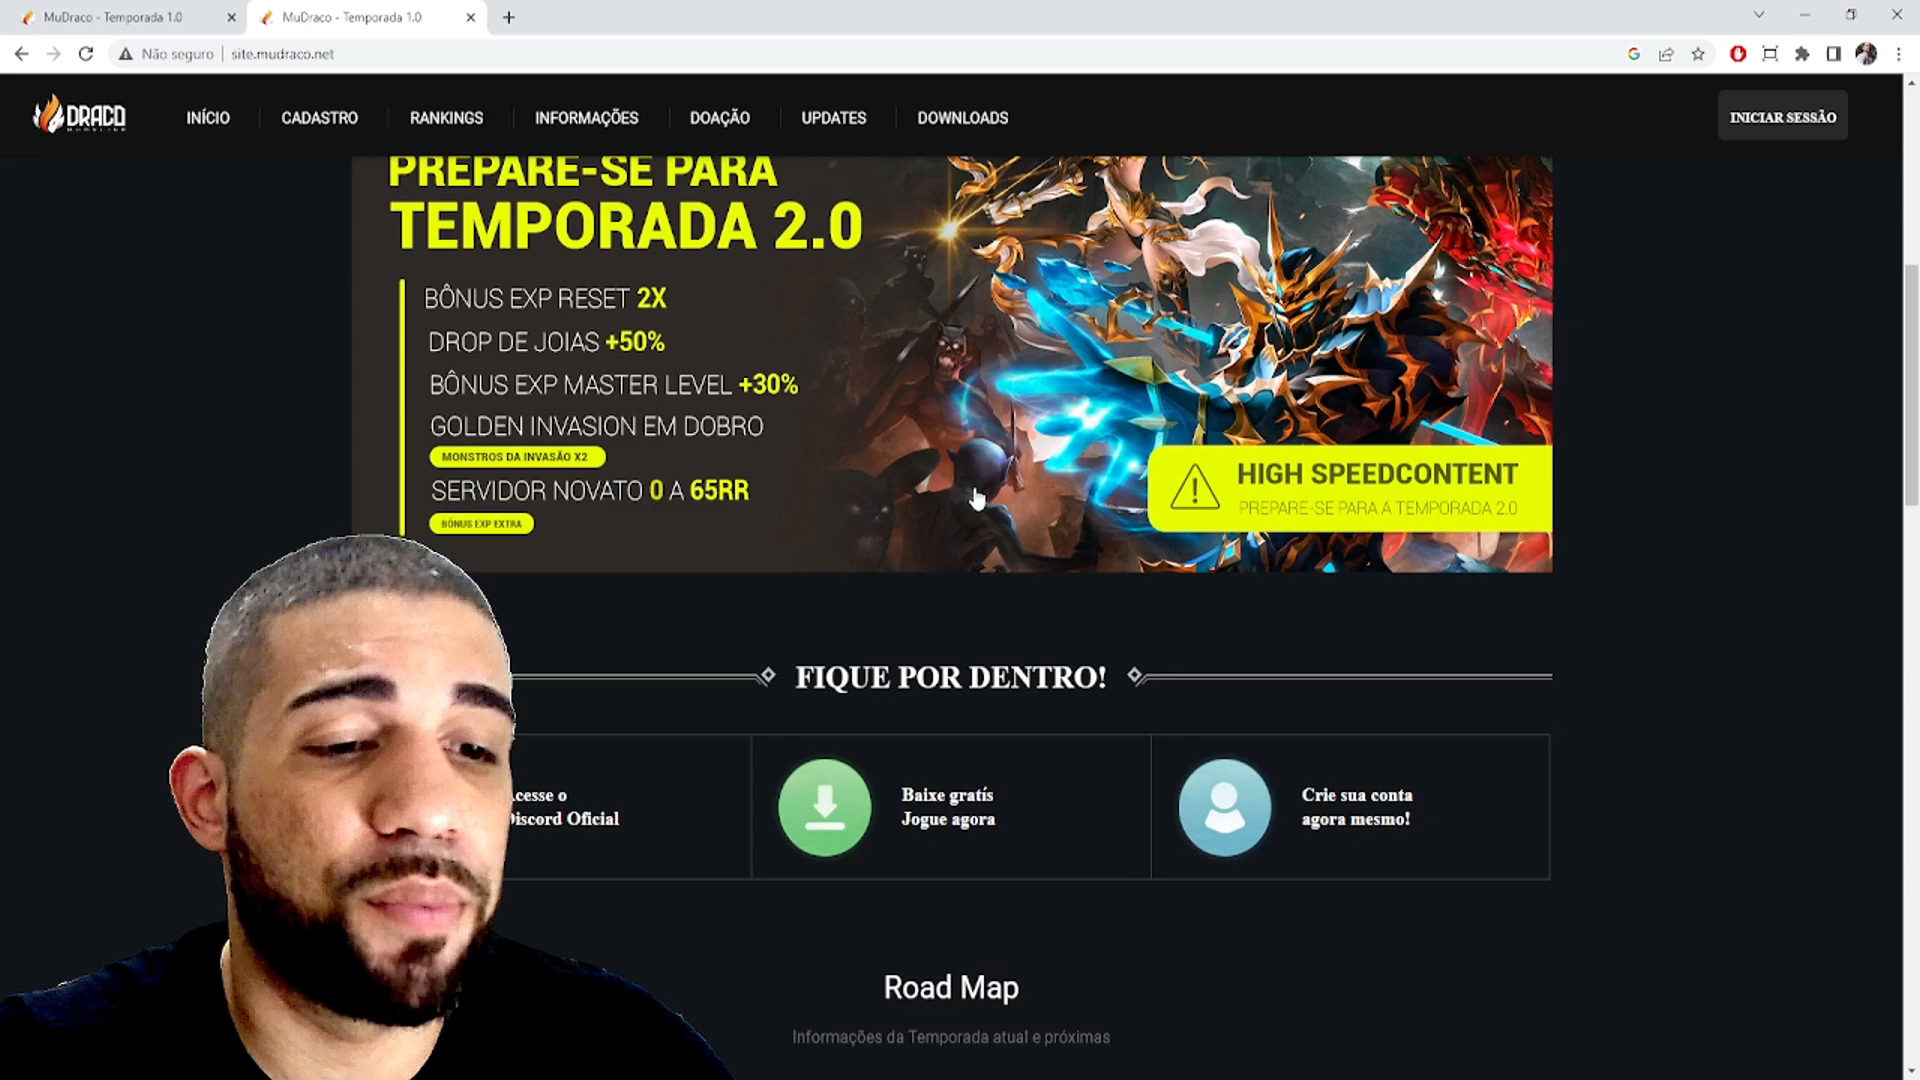 MuDraco - Temporada 1.0
MuDraco - Temporada 1.0
Não seguro
site.mudraco.net
DRACO
INÍCIO
CADASTRO
RANKINGS
INFORMAÇÕES
DOAÇÃO
UPDATES
DOWNLOADS
INICIAR SESSÃO
PREPARE-SE PARA
TEMPORADA 2.0
BÔNUS EXP RESET 2X
DROP DE JOIAS +50%
BÔNUS EXP MASTER LEVEL +30%
GOLDEN INVASION EM DOBRO
MONSTROS DA INVASÃO X2
SERVIDOR NOVATO 0 A 65RR
BÔNUS EXP EXTRA
HIGH SPEEDCONTENT
PREPARE-SE PARA A TEMPORADA 2.0
FIQUE POR DENTRO!
cesse o
Discord Oficial
Baixe gratís
Jogue agora
Crie sua conta
agora mesmo!
Road Map
Informações da Temporada atual e próximas